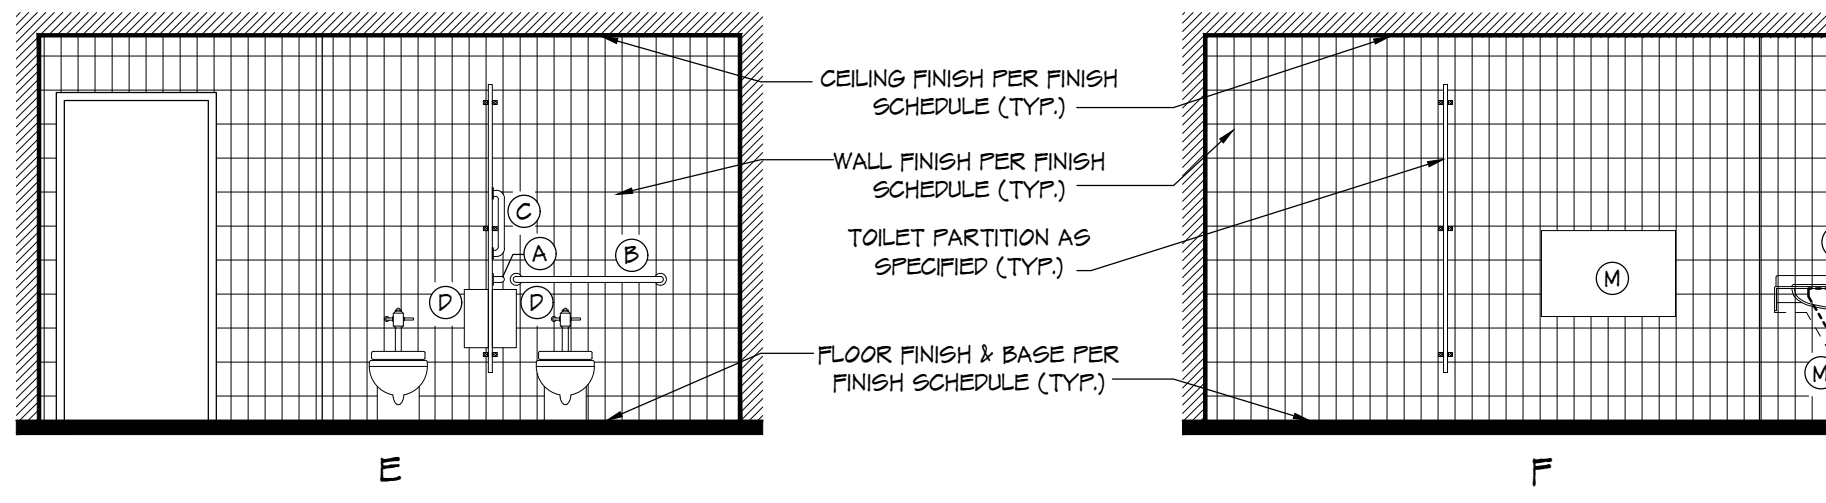 CEILING FINISH PER FINISH
SCHEDULE (TYP.)
WALL FINISH PER FINISH
SCHEDULE (TYP.)
TOILET PARTITION AS
SPECIFIED (TYP.)
FLOOR FINISH & BASE PER
FINISH SCHEDULE (TYP.)
C
A
B
D
D
M
M
E
F